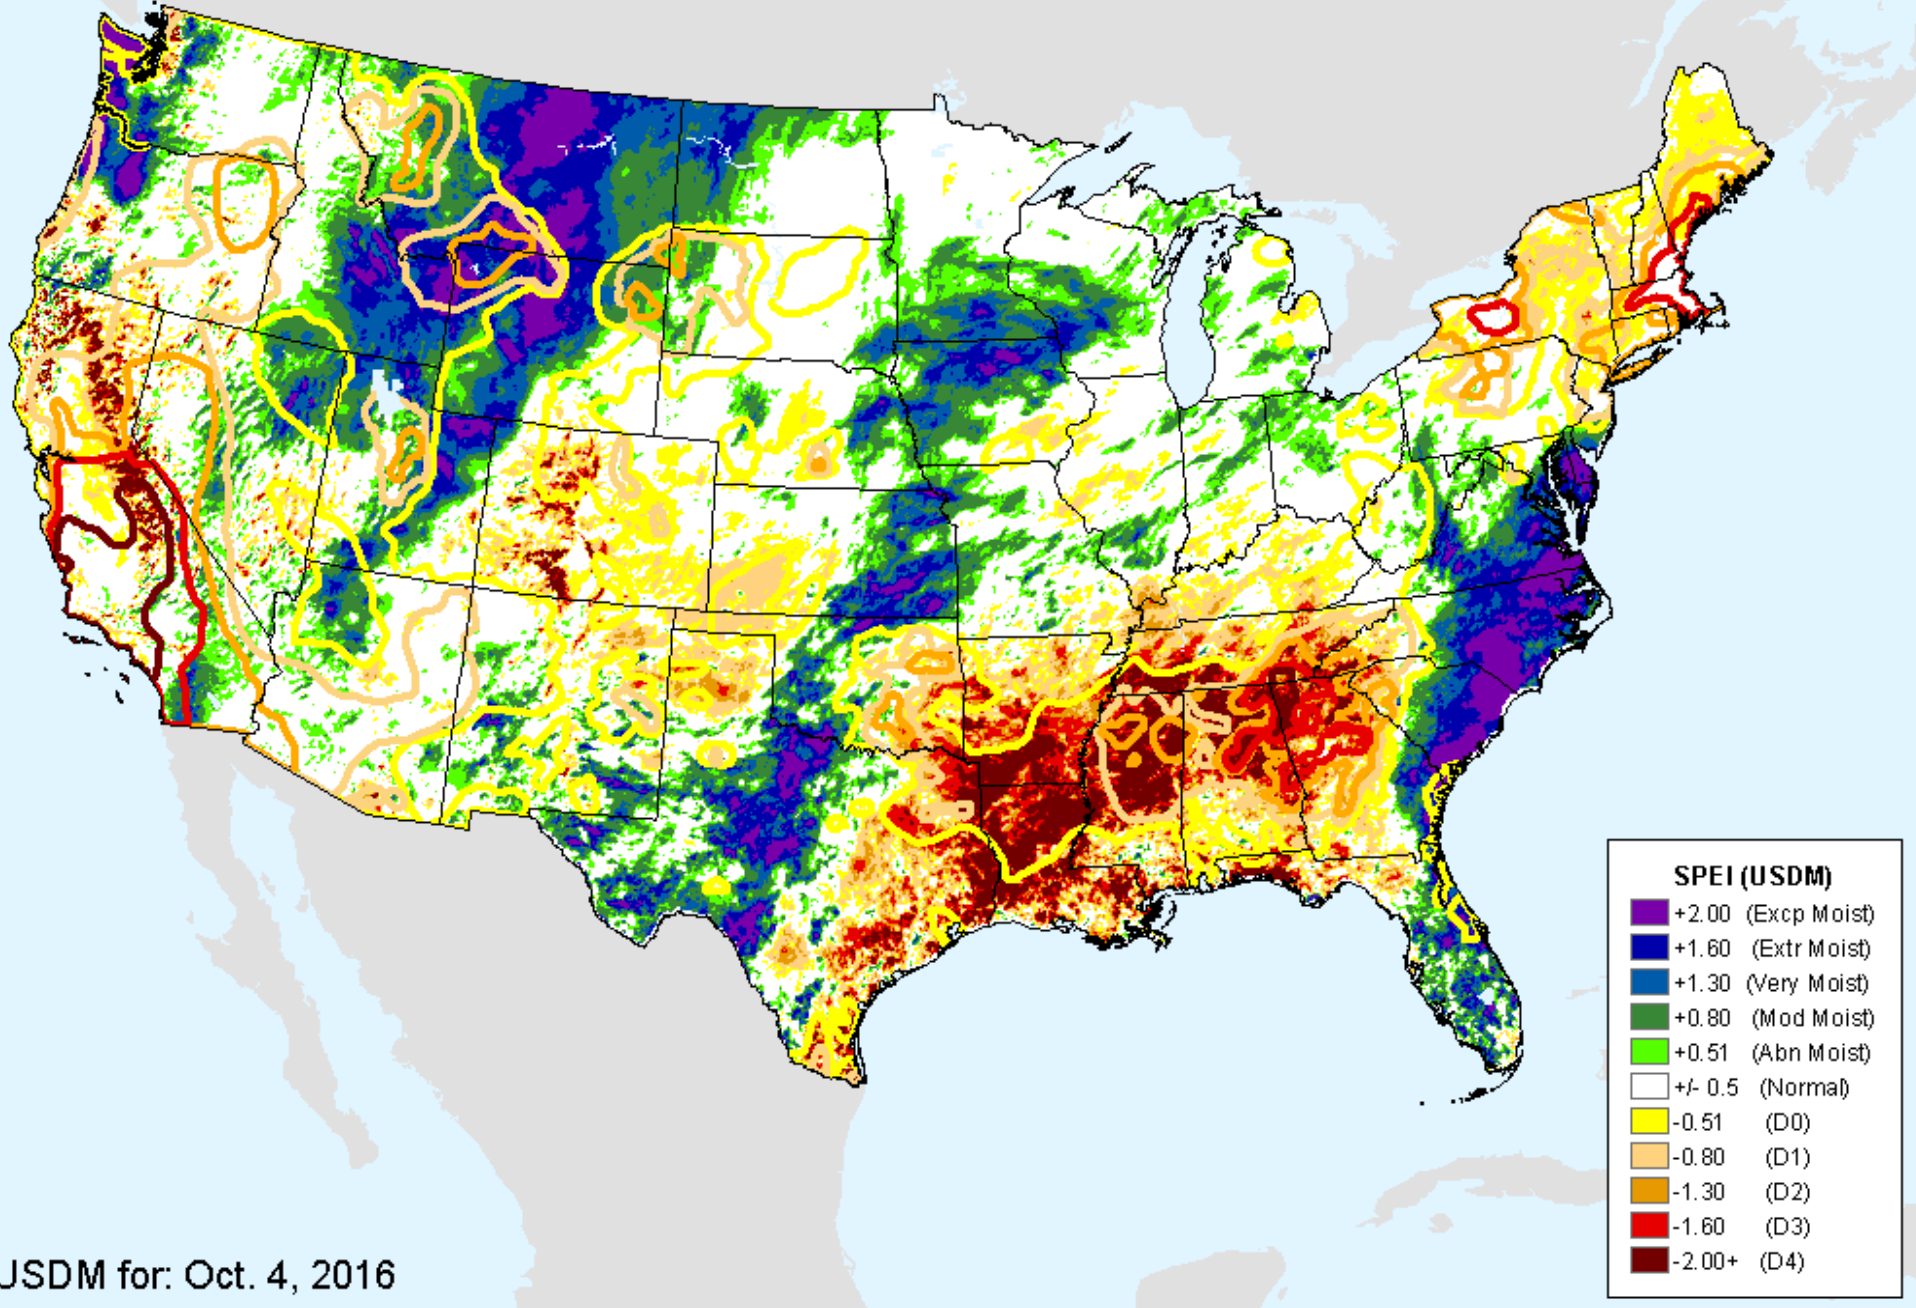 SPEI (USDM)
+2.00 (Excp Moist)
+1.60 (Extr Moist)
+1.30 (Very Moist)
+0.80 (Mod Moist)
+0.51 (Abn Moist)
+/- 0.5 (Normal)
-0.51 (D0)
-0.80 (D1)
-1.30 (D2)
-1.60 (D3)
-2.00+ (D4)
USDM for: Oct. 4, 2016